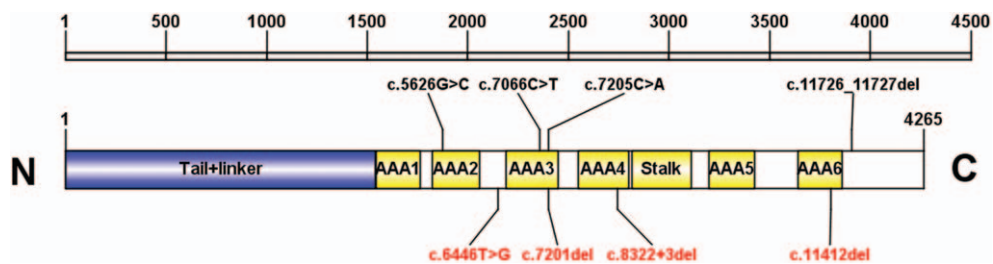 1 500 1000 1500 2000 2500 3000 3500 4000 4500
c.5626G>C c.7066C>T c.7205C>A c.11726_11727del
1 4265
N Tail+linker AAA1 AAA2 AAA3 AAA4 Stalk AAA5 AAA6 C
c.6446T>G c.7201del c.8322+3del c.11412del